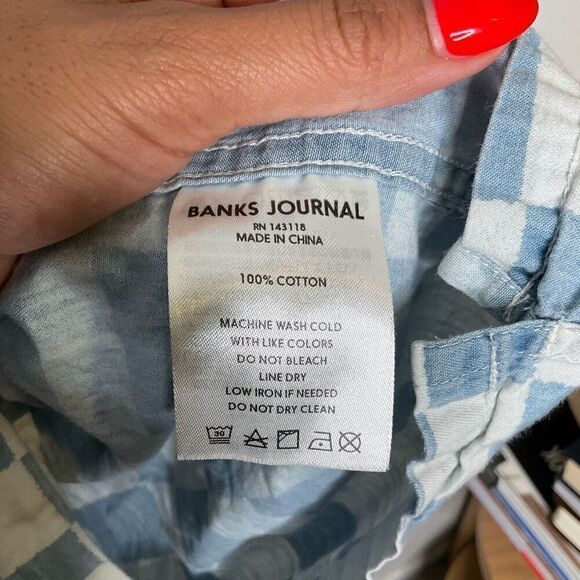 BANKS JOURNAL
RN 143118
MADE IN CHINA
100% COTTON
MACHINE WASH COLD
WITH LIKE COLORS
DO NOT BLEACH
LINE DRY
LOW IRON IF NEEDED
DO NOT DRY CLEAN
30